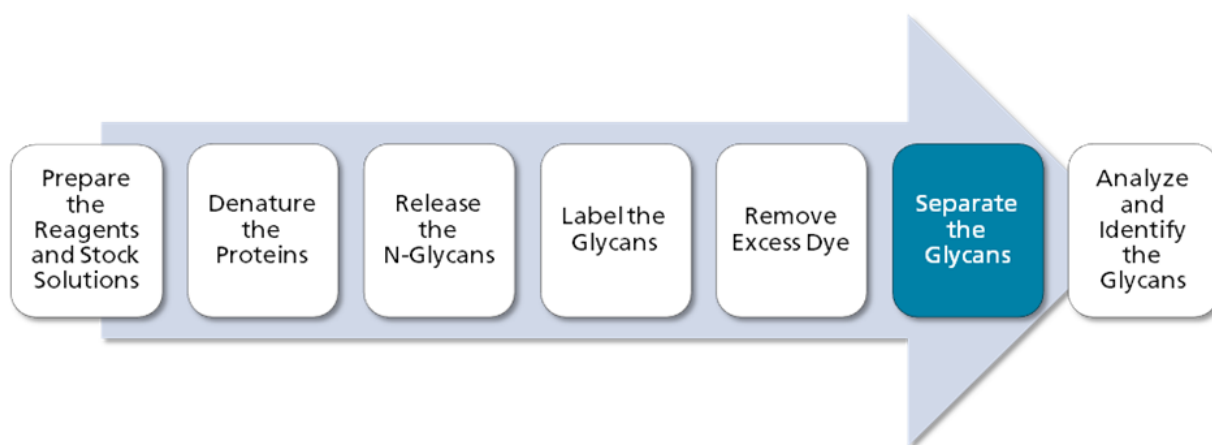 Prepare
the
Reagents
and Stock
Solutions
Denature
the
Proteins
Release
the
N-Glycans
Label the
Glycans
Remove
Excess Dye
Separate
the
Glycans
Analyze
and
Identify
the
Glycans